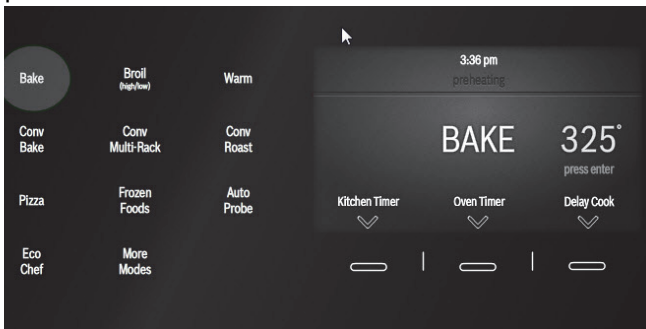 Bake
Broil
(high/low)
Warm
Conv
Bake
Conv
Multi-Rack
Conv
Roast
Pizza
Frozen
Foods
Auto
Probe
Eco
Chef
More
Modes
3:36 pm
preheating
BAKE 325°
press enter
Kitchen Timer Oven Timer Delay Cook